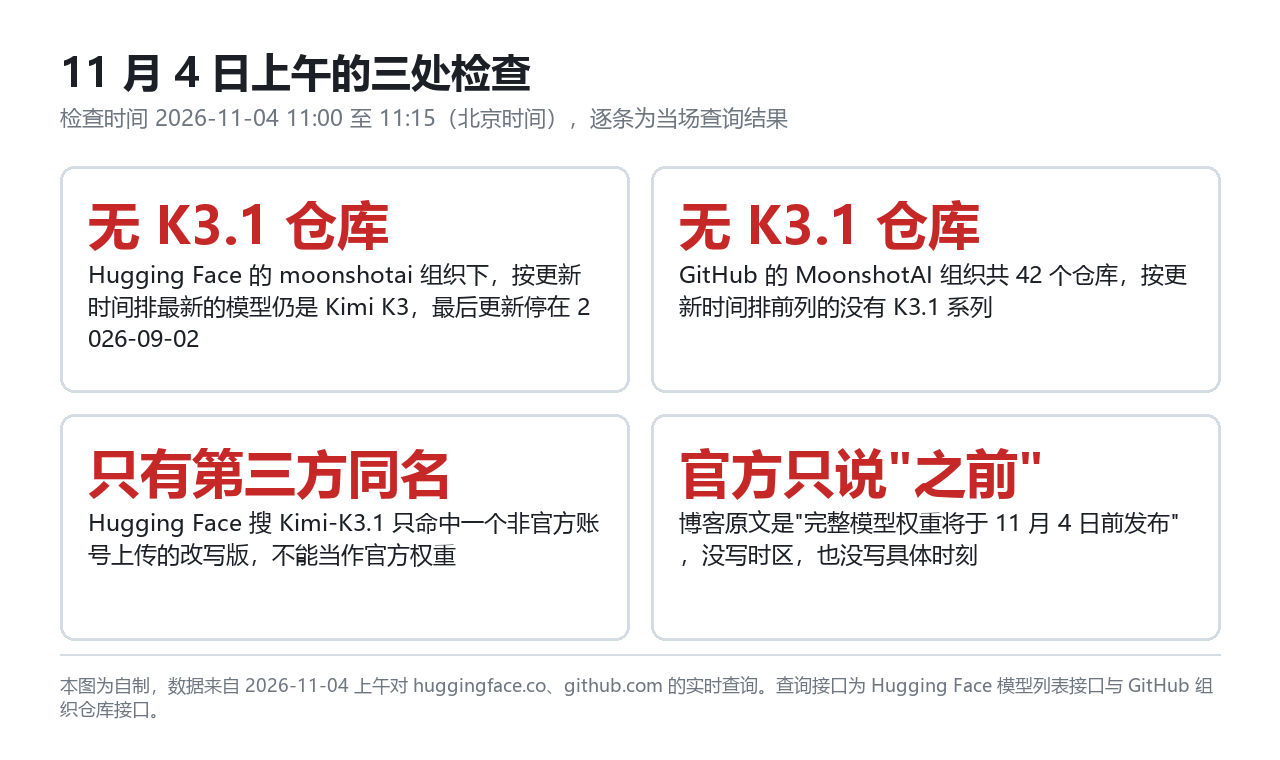 11 月 4 日上午的三处检查
检查时间 2026-11-04 11:00 至 11:15（北京时间），逐条为当场查询结果
无 K3.1 仓库
Hugging Face 的 moonshotai 组织下，按更新
时间排最新的模型仍是 Kimi K3，最后更新停在 2
026-09-02
无 K3.1 仓库
GitHub 的 MoonshotAI 组织共 42 个仓库，按更
新时间排前列的没有 K3.1 系列
只有第三方同名
Hugging Face 搜 Kimi-K3.1 只命中一个非官方账
号上传的改写版，不能当作官方权重
官方只说"之前"
博客原文是"完整模型权重将于 11 月 4 日前发布"
，没写时区，也没写具体时刻
本图为自制，数据来自 2026-11-04 上午对 huggingface.co、github.com 的实时查询。查询接口为 Hugging Face 模型列表接口与 GitHub 组
织仓库接口。